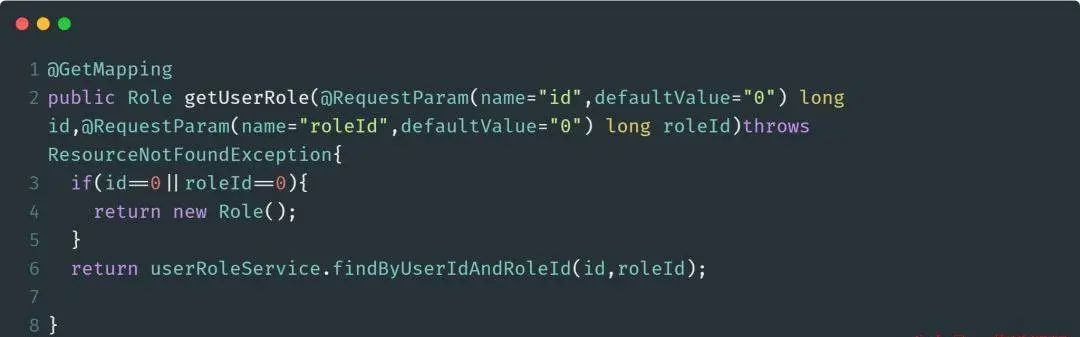 1 @GetMapping
2 public Role getUserRole(@RequestParam(name="id",defaultValue="0") long
id,@RequestParam(name="roleId",defaultValue="0") long roleId)throws
ResourceNotFoundException{
3 if(id==0||roleId==0){
4 return new Role();
5 }
6 return userRoleService.findByUserIdAndRoleId(id,roleId);
7
8 }